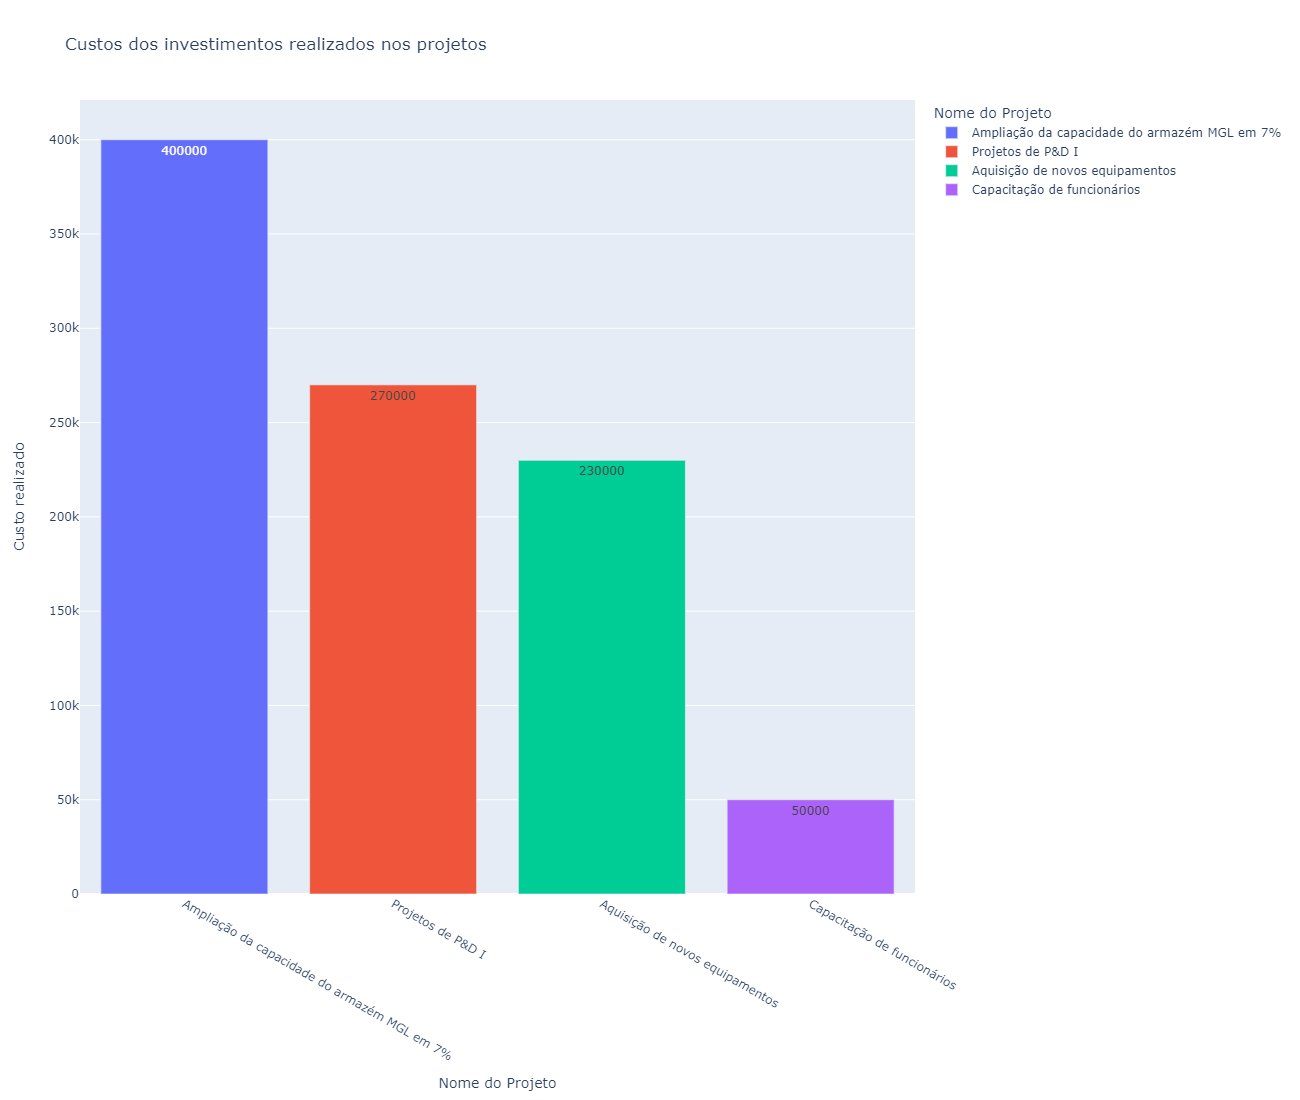 Custos dos investimentos realizados nos projetos
Nome do Projeto
Ampliação da capacidade do armazém MGL em 7%
Projetos de P&D I
Aquisição de novos equipamentos
Capacitação de funcionários
Custo realizado
400k
350k
300k
250k
200k
150k
100k
50k
0
400000
270000
230000
50000
Ampliação da capacidade do armazém MGL em 7%
Projetos de P&D I
Aquisição de novos equipamentos
Capacitação de funcionários
Nome do Projeto